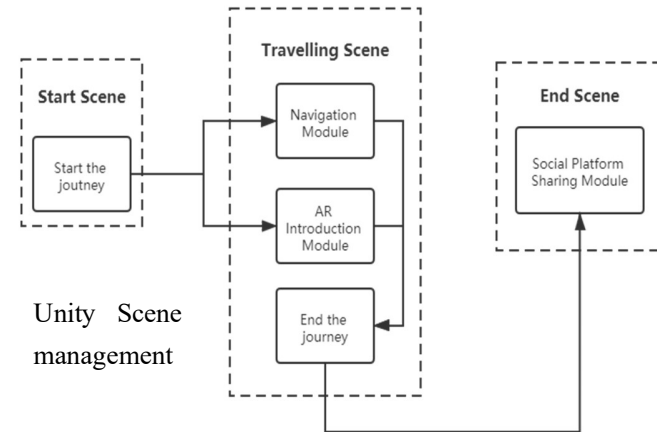 Start Scene
Start the
joutney
Travelling Scene
Navigation
Module
AR
Introduction
Module
End the
journey
End Scene
Social Platform
Sharing Module
Unity Scene
management